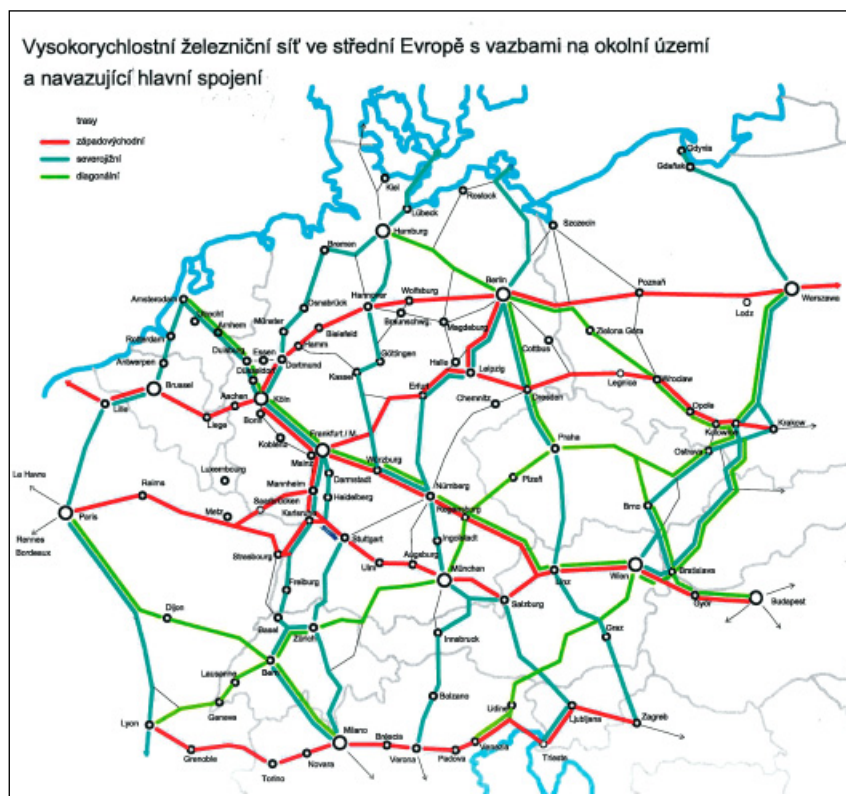 Vysokorychlostní železniční síť ve střední Evropě s vazbami na okolní území
a navazující hlavní spojení
trasy
západovýchodní
severojižní
diagonální
Kiel
Lübeck
Rostock
Gdynia
Gdańsk
Hamburg
Szczecin
Bremen
Amsterdam
Utrecht
Arnhem
Rotterdam
Antwerpen
Duisburg
Essen
Düsseldorf
Dortmund
Münster
Osnabrück
Hamm
Bielefeld
Hannover
Wolfsburg
Braunschwg.
Magdeburg
Berlin
Poznań
Lodz
Warszawa
Zielona Góra
Cottbus
Göttingen
Kassel
Halle
Leipzig
Erfurt
Chemnitz
Dresden
Legnica
Wrocław
Opole
Katowice
Krakow
Ostrava
Lille
Brussel
Liege
Aachen
Köln
Bonn
Koblenz
Frankfurt / M.
Mainz
Darmstadt
Würzburg
Nürnberg
Praha
Plzeň
Brno
Le Havre
Rennes
Bordeaux
Paris
Reims
Luxembourg
Metz
Saarbrücken
Mannheim
Heidelberg
Karlsruhe
Strasbourg
Stuttgart
Ulm
Augsburg
Ingolstadt
Regensburg
München
Salzburg
Linz
Wien
Bratislava
Györ
Budapest
Freiburg
Basel
Zürich
Innsbruck
Graz
Dijon
Lausanne
Bern
Geneva
Lyon
Bolzano
Udine
Ljubljana
Zagreb
Grenoble
Torino
Novara
Milano
Bréscia
Verona
Padova
Venezia
Trieste